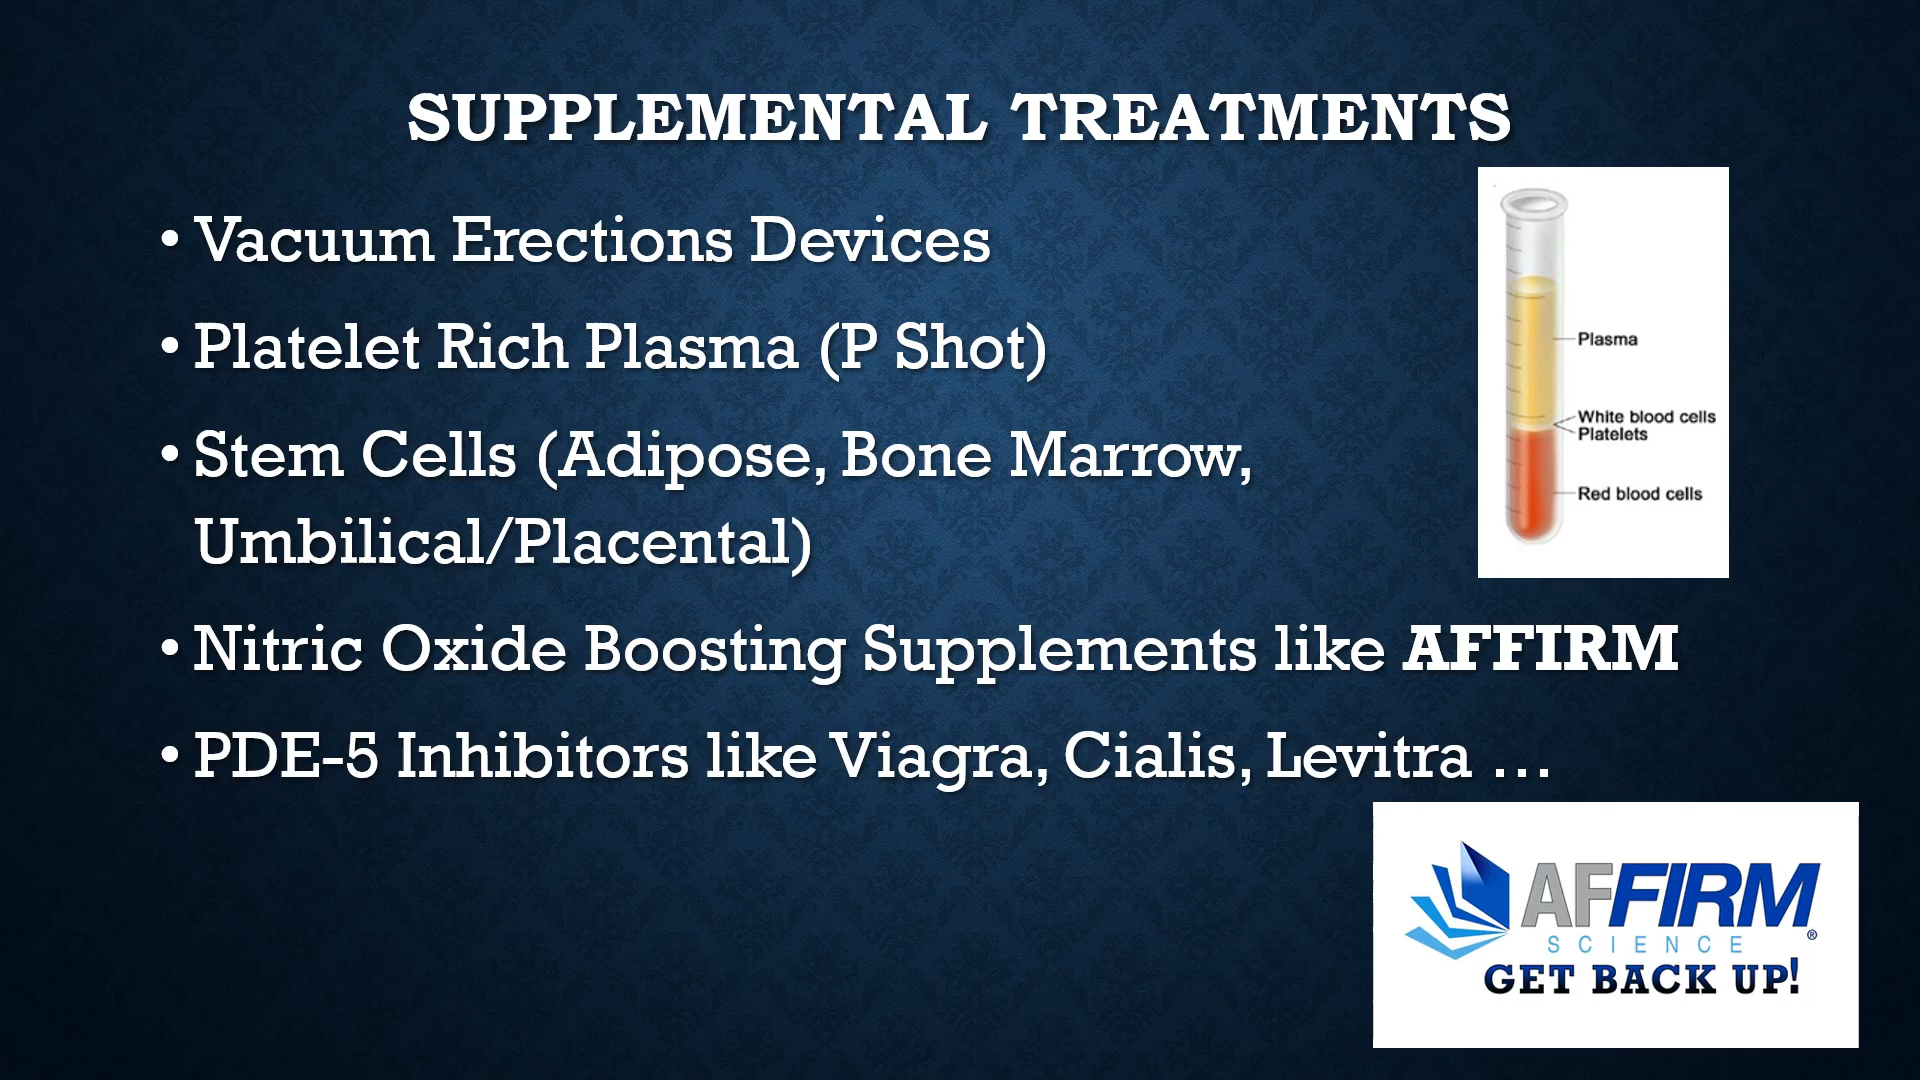 SUPPLEMENTAL TREATMENTS
• Vacuum Erections Devices
• Platelet Rich Plasma (P Shot)
• Stem Cells (Adipose, Bone Marrow,
Umbilical/Placental)
• Nitric Oxide Boosting Supplements like AFFIRM
• PDE-5 Inhibitors like Viagra, Cialis, Levitra ...
Plasma
White blood cells
Platelets
Red blood cells
AFFIRM®
SCIENCE
GET BACK UP!